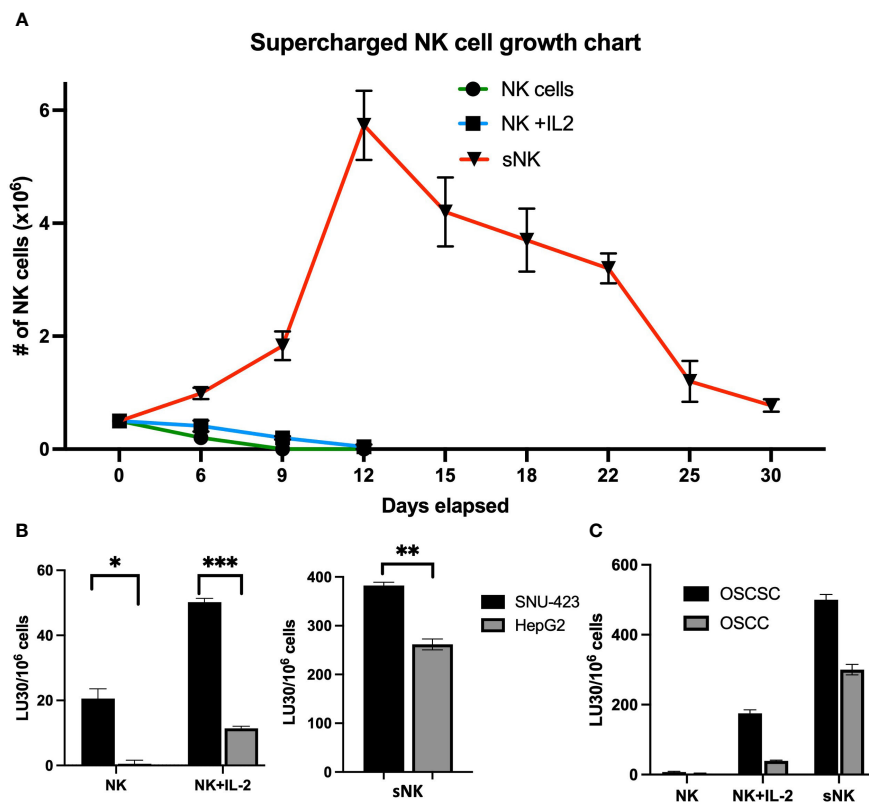 A
Supercharged NK cell growth chart
NK cells
NK +IL2
sNK
# of NK cells (x10⁶)
6
4
2
0
0 6 9 12 15 18 22 25 30
Days elapsed
B
LU30/10⁶ cells
60
40
20
0
*
***
NK NK+IL-2
LU30/10⁶ cells
400
300
200
100
0
**
sNK
SNU-423
HepG2
C
LU30/10⁶ cells
600
400
200
0
OSCSC
OSCC
NK NK+IL-2 sNK